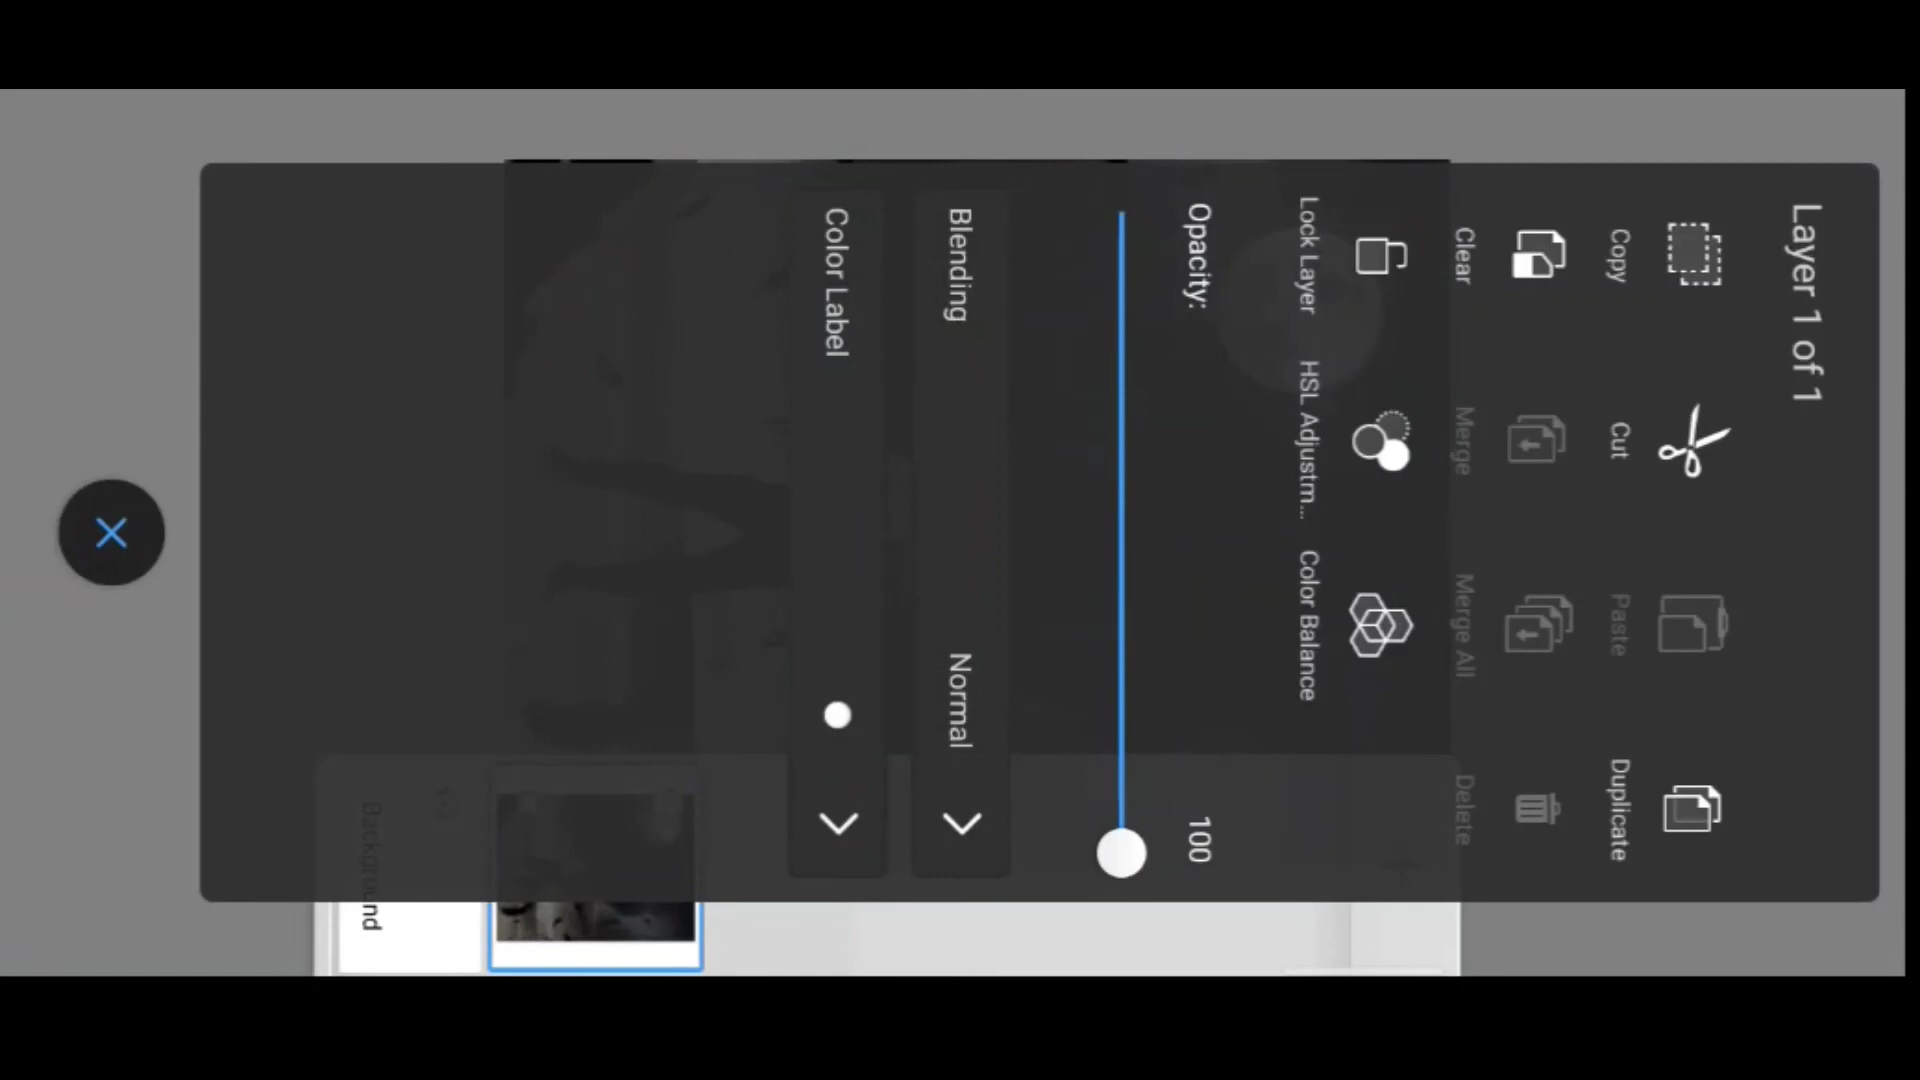 Layer 1 of 1
Copy Cut Paste Duplicate
Clear Merge Merge All Delete
Lock Layer HSL Adjustm... Color Balance
Opacity: 100
Blending Normal
Color Label
Background